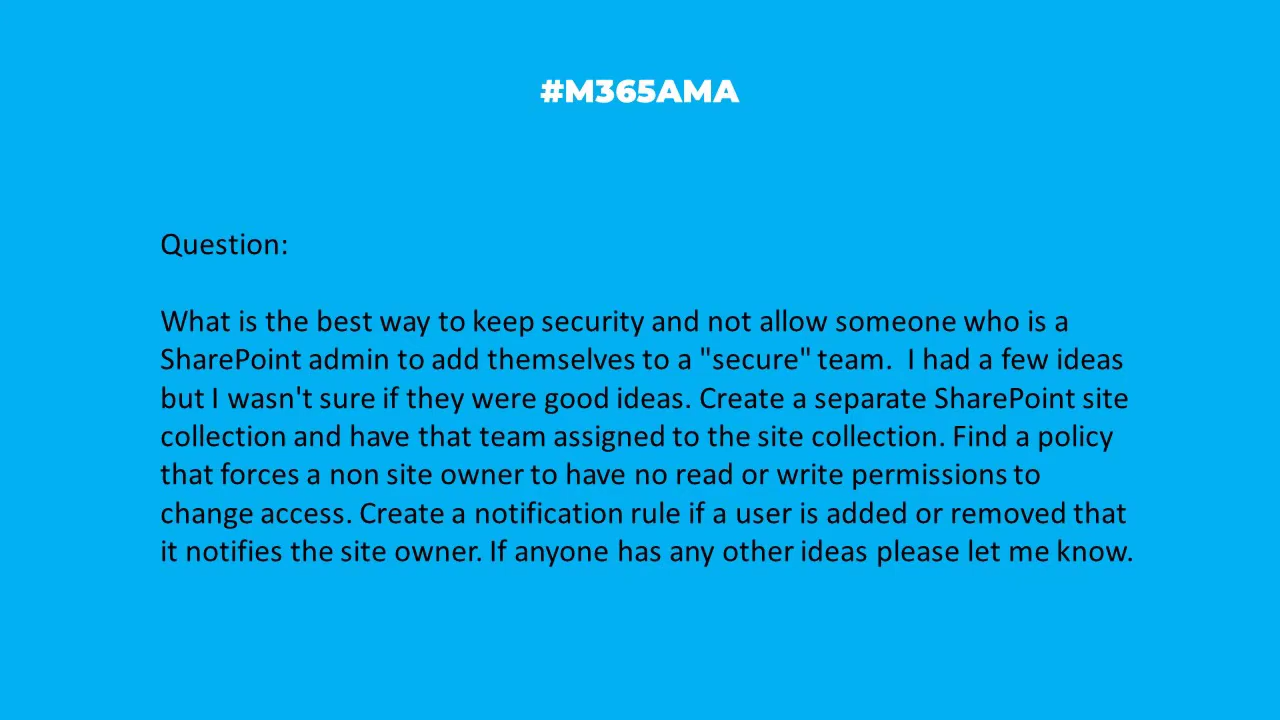 #M365AMA
Question:
What is the best way to keep security and not allow someone who is a
SharePoint admin to add themselves to a "secure" team.  I had a few ideas
but I wasn't sure if they were good ideas. Create a separate SharePoint site
collection and have that team assigned to the site collection. Find a policy
that forces a non site owner to have no read or write permissions to
change access. Create a notification rule if a user is added or removed that
it notifies the site owner. If anyone has any other ideas please let me know.